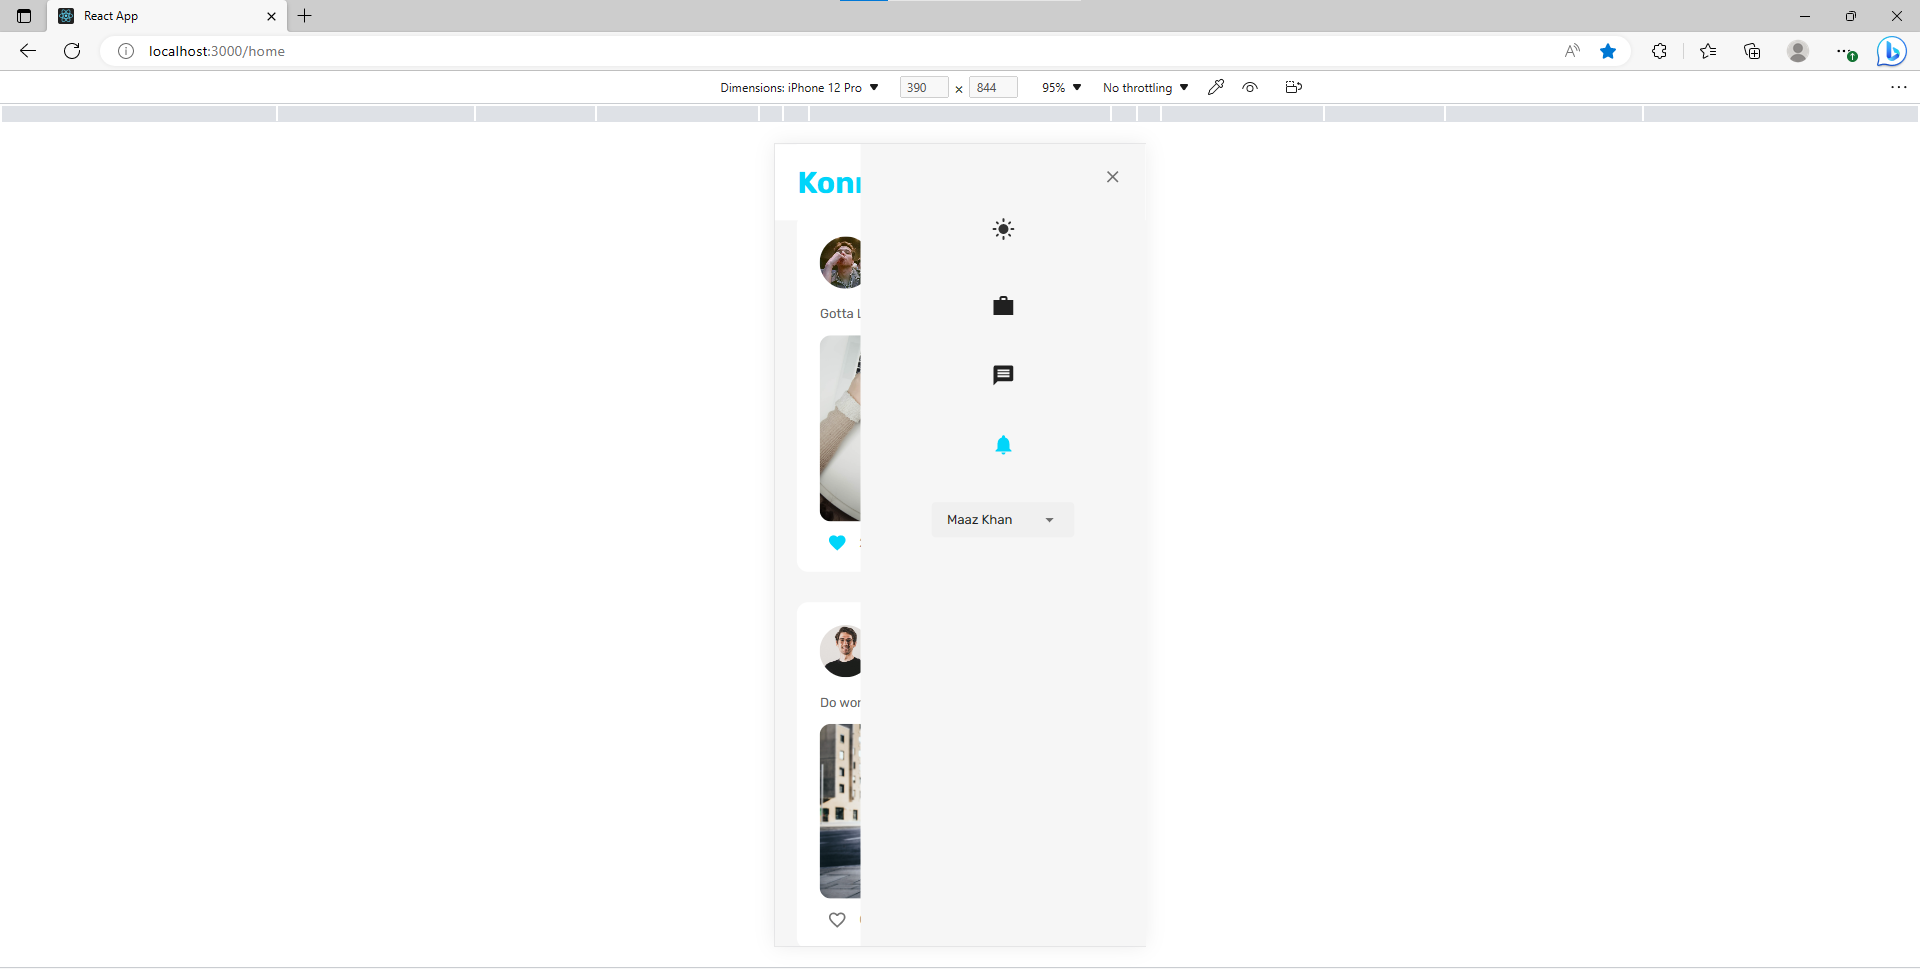 React App
localhost:3000/home
Dimensions: iPhone 12 Pro 390 × 844 95% No throttling
Konn
Gotta L
Maaz Khan
Do wor